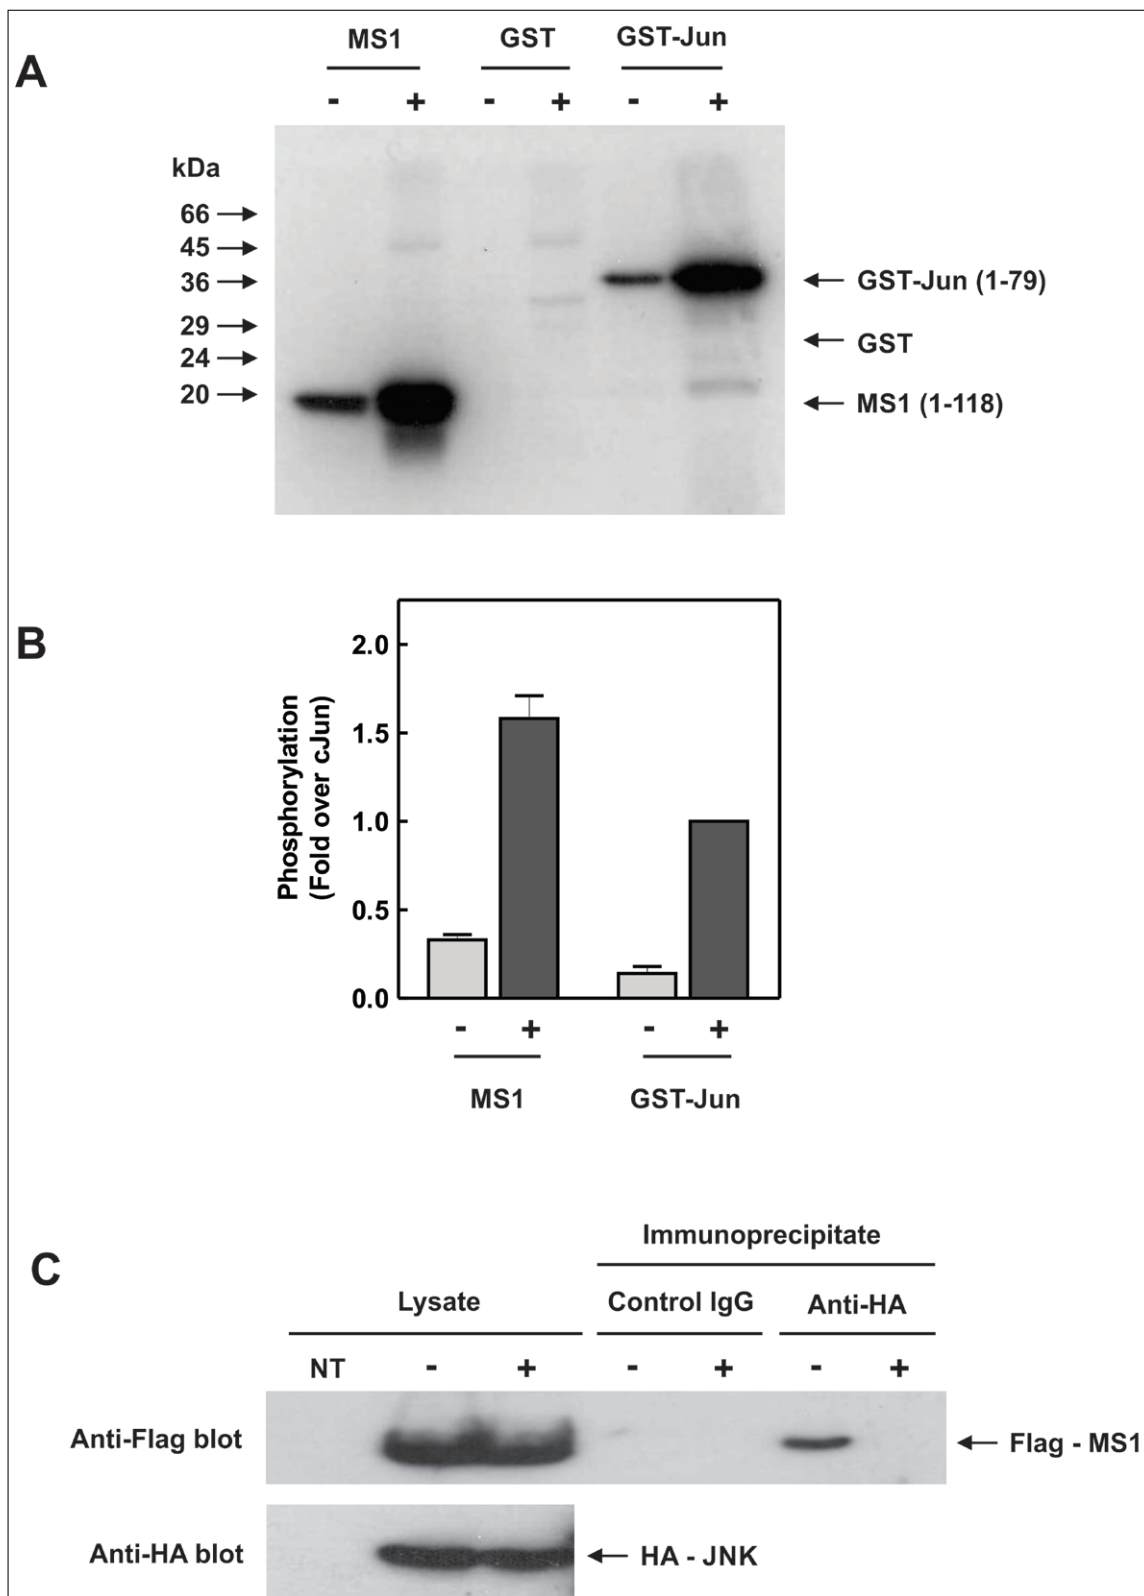 A
MS1 GST GST-Jun
- + - + - +
kDa
66
45
36
29
24
20
GST-Jun (1-79)
GST
MS1 (1-118)
B
Phosphorylation
(Fold over cJun)
2.0
1.5
1.0
0.5
0.0
- + - +
MS1 GST-Jun
C
Immunoprecipitate
Lysate Control IgG Anti-HA
NT - + - + - +
Anti-Flag blot
Flag - MS1
Anti-HA blot
HA - JNK